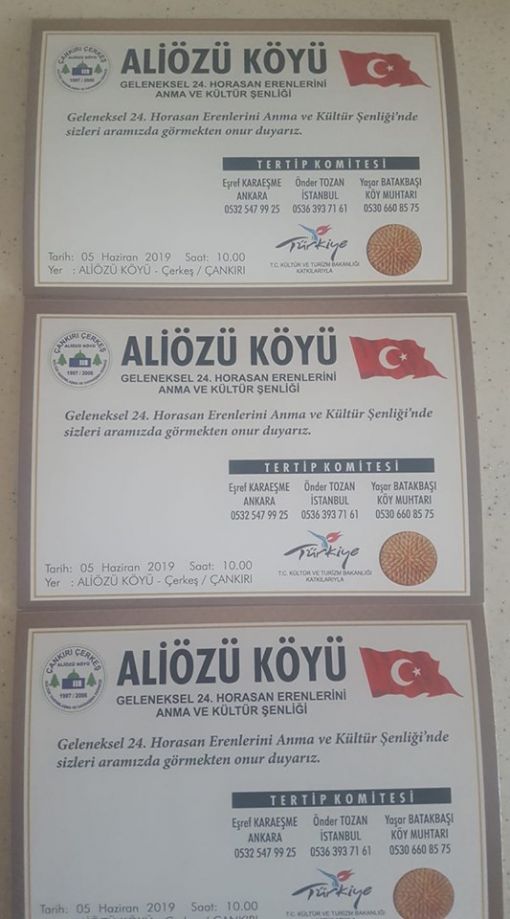 ÇANKIRI ÇERKEŞ
ALİÖZÜ KÖYÜ
1997 / 2006
ALİÖZÜ KÖYÜ
GELENEKSEL 24. HORASAN ERENLERİNİ
ANMA VE KÜLTÜR ŞENLİĞİ
Geleneksel 24. Horasan Erenlerini Anma ve Kültür Şenliği'nde
sizleri aramızda görmekten onur duyarız.
TERTİP KOMİTESİ
Eşref KARAEŞME Önder TOZAN Yaşar BATAKBAŞI
ANKARA İSTANBUL KÖY MUHTARI
0532 547 99 25 0536 393 71 61 0530 660 85 75
Türkiye
T.C. KÜLTÜR VE TURİZM BAKANLIĞI
KATKILARIYLA
Tarih: 05 Haziran 2019 Saat: 10.00
Yer : ALİÖZÜ KÖYÜ - Çerkeş / ÇANKIRI
ÇANKIRI ÇERKEŞ
ALİÖZÜ KÖYÜ
1997 / 2006
ALİÖZÜ KÖYÜ
GELENEKSEL 24. HORASAN ERENLERİNİ
ANMA VE KÜLTÜR ŞENLİĞİ
Geleneksel 24. Horasan Erenlerini Anma ve Kültür Şenliği'nde
sizleri aramızda görmekten onur duyarız.
TERTİP KOMİTESİ
Eşref KARAEŞME Önder TOZAN Yaşar BATAKBAŞI
ANKARA İSTANBUL KÖY MUHTARI
0532 547 99 25 0536 393 71 61 0530 660 85 75
Türkiye
T.C. KÜLTÜR VE TURİZM BAKANLIĞI
KATKILARIYLA
Tarih: 05 Haziran 2019 Saat: 10.00
Yer : ALİÖZÜ KÖYÜ - Çerkeş / ÇANKIRI
ÇANKIRI ÇERKEŞ
ALİÖZÜ KÖYÜ
1997 / 2006
ALİÖZÜ KÖYÜ
GELENEKSEL 24. HORASAN ERENLERİNİ
ANMA VE KÜLTÜR ŞENLİĞİ
Geleneksel 24. Horasan Erenlerini Anma ve Kültür Şenliği'nde
sizleri aramızda görmekten onur duyarız.
TERTİP KOMİTESİ
Eşref KARAEŞME Önder TOZAN Yaşar BATAKBAŞI
ANKARA İSTANBUL KÖY MUHTARI
0532 547 99 25 0536 393 71 61 0530 660 85 75
Türkiye
Tarih: 05 Haziran 2019 Saat: 10.00